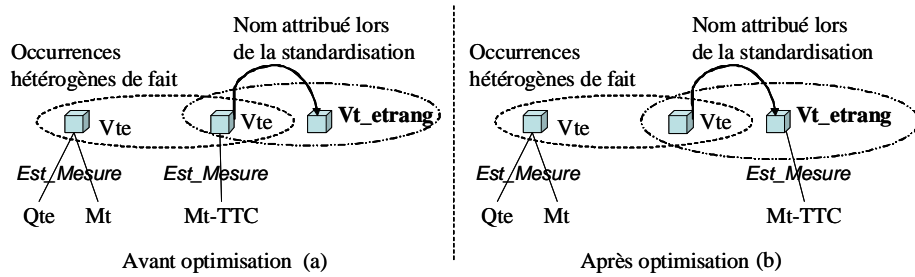 Nom attribué lors
de la standardisation
Occurrences
hétérogènes de fait
Vte
Vte
Vt_etrang
Est_Mesure
Est_Mesure
Qte
Mt
Mt-TTC
Avant optimisation (a)
Nom attribué lors
de la standardisation
Occurrences
hétérogènes de fait
Vte
Vte
Vt_etrang
Est_Mesure
Est_Mesure
Qte
Mt
Mt-TTC
Après optimisation (b)